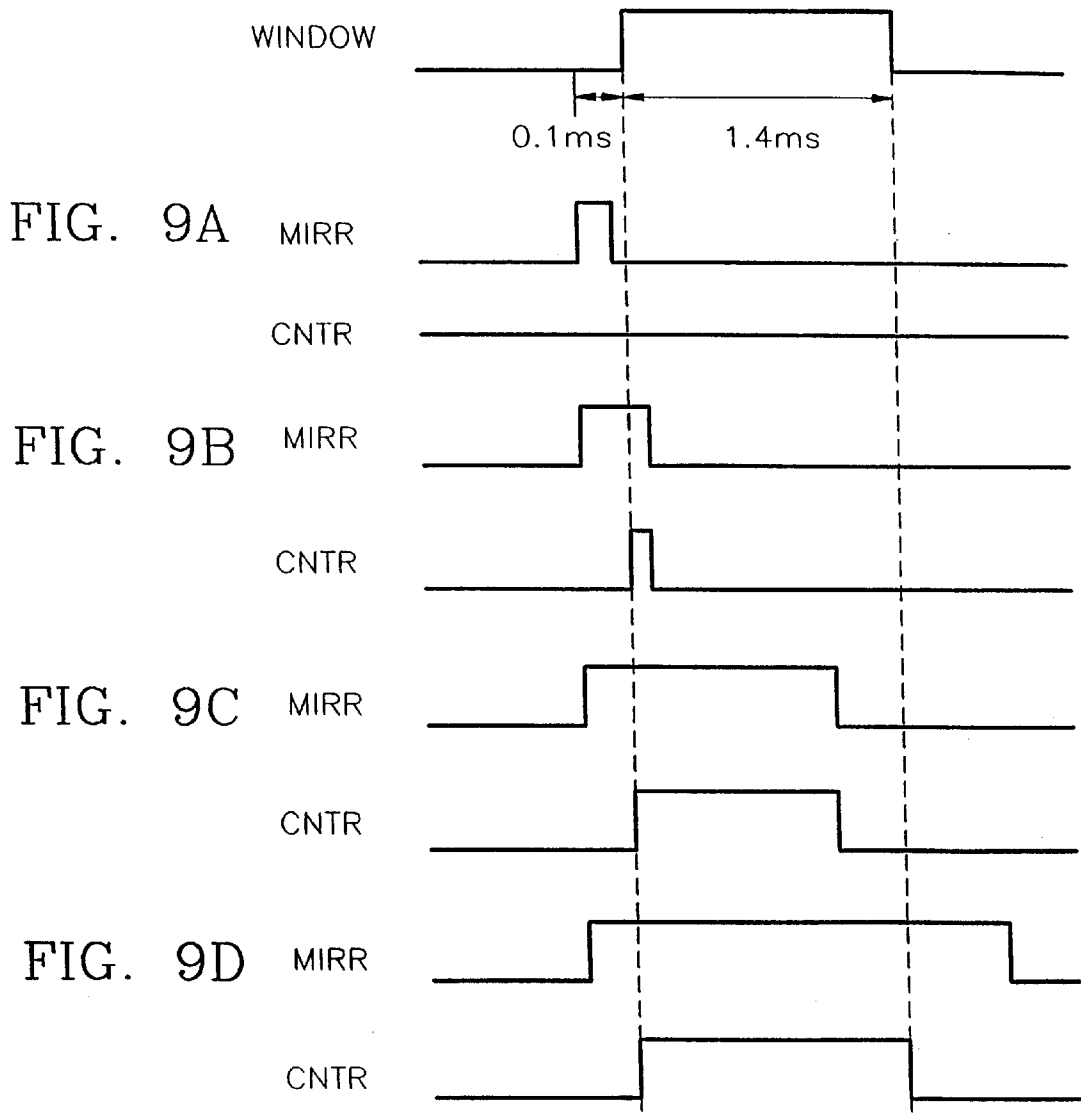 WINDOW
0.1ms
1.4ms
FIG. 9A
MIRR
CNTR
FIG. 9B
MIRR
CNTR
FIG. 9C
MIRR
CNTR
FIG. 9D
MIRR
CNTR